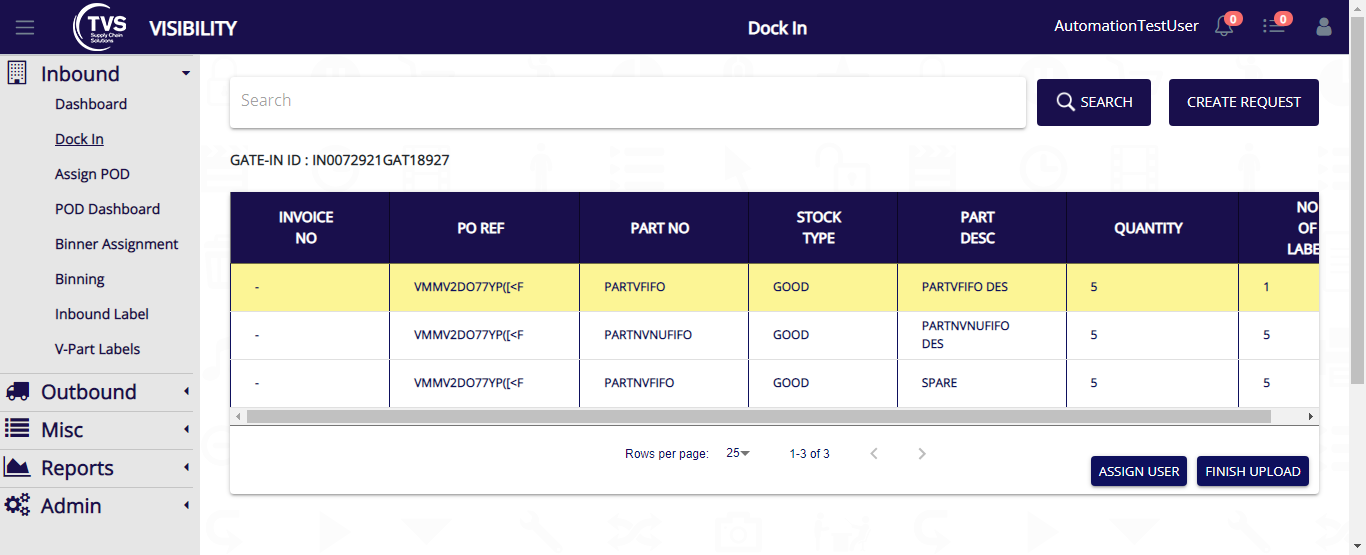 TVS
Supply Chain
Solutions
VISIBILITY
Dock In
AutomationTestUser
0
0
Inbound
Dashboard
Dock In
Assign POD
POD Dashboard
Binner Assignment
Binning
Inbound Label
V-Part Labels
Outbound
Misc
Reports
Admin
Search
SEARCH
CREATE REQUEST
GATE-IN ID : IN0072921GAT18927
INVOICE
NO
PO REF
PART NO
STOCK
TYPE
PART
DESC
QUANTITY
NO
OF
LABE
- VMMV2DO77YP([<F PARTVFIFO GOOD PARTVFIFO DES 5 1
- VMMV2DO77YP([<F PARTNVNUFIFO GOOD PARTNVNUFIFO
DES 5 5
- VMMV2DO77YP([<F PARTNVFIFO GOOD SPARE 5 5
Rows per page: 25 1-3 of 3
ASSIGN USER
FINISH UPLOAD